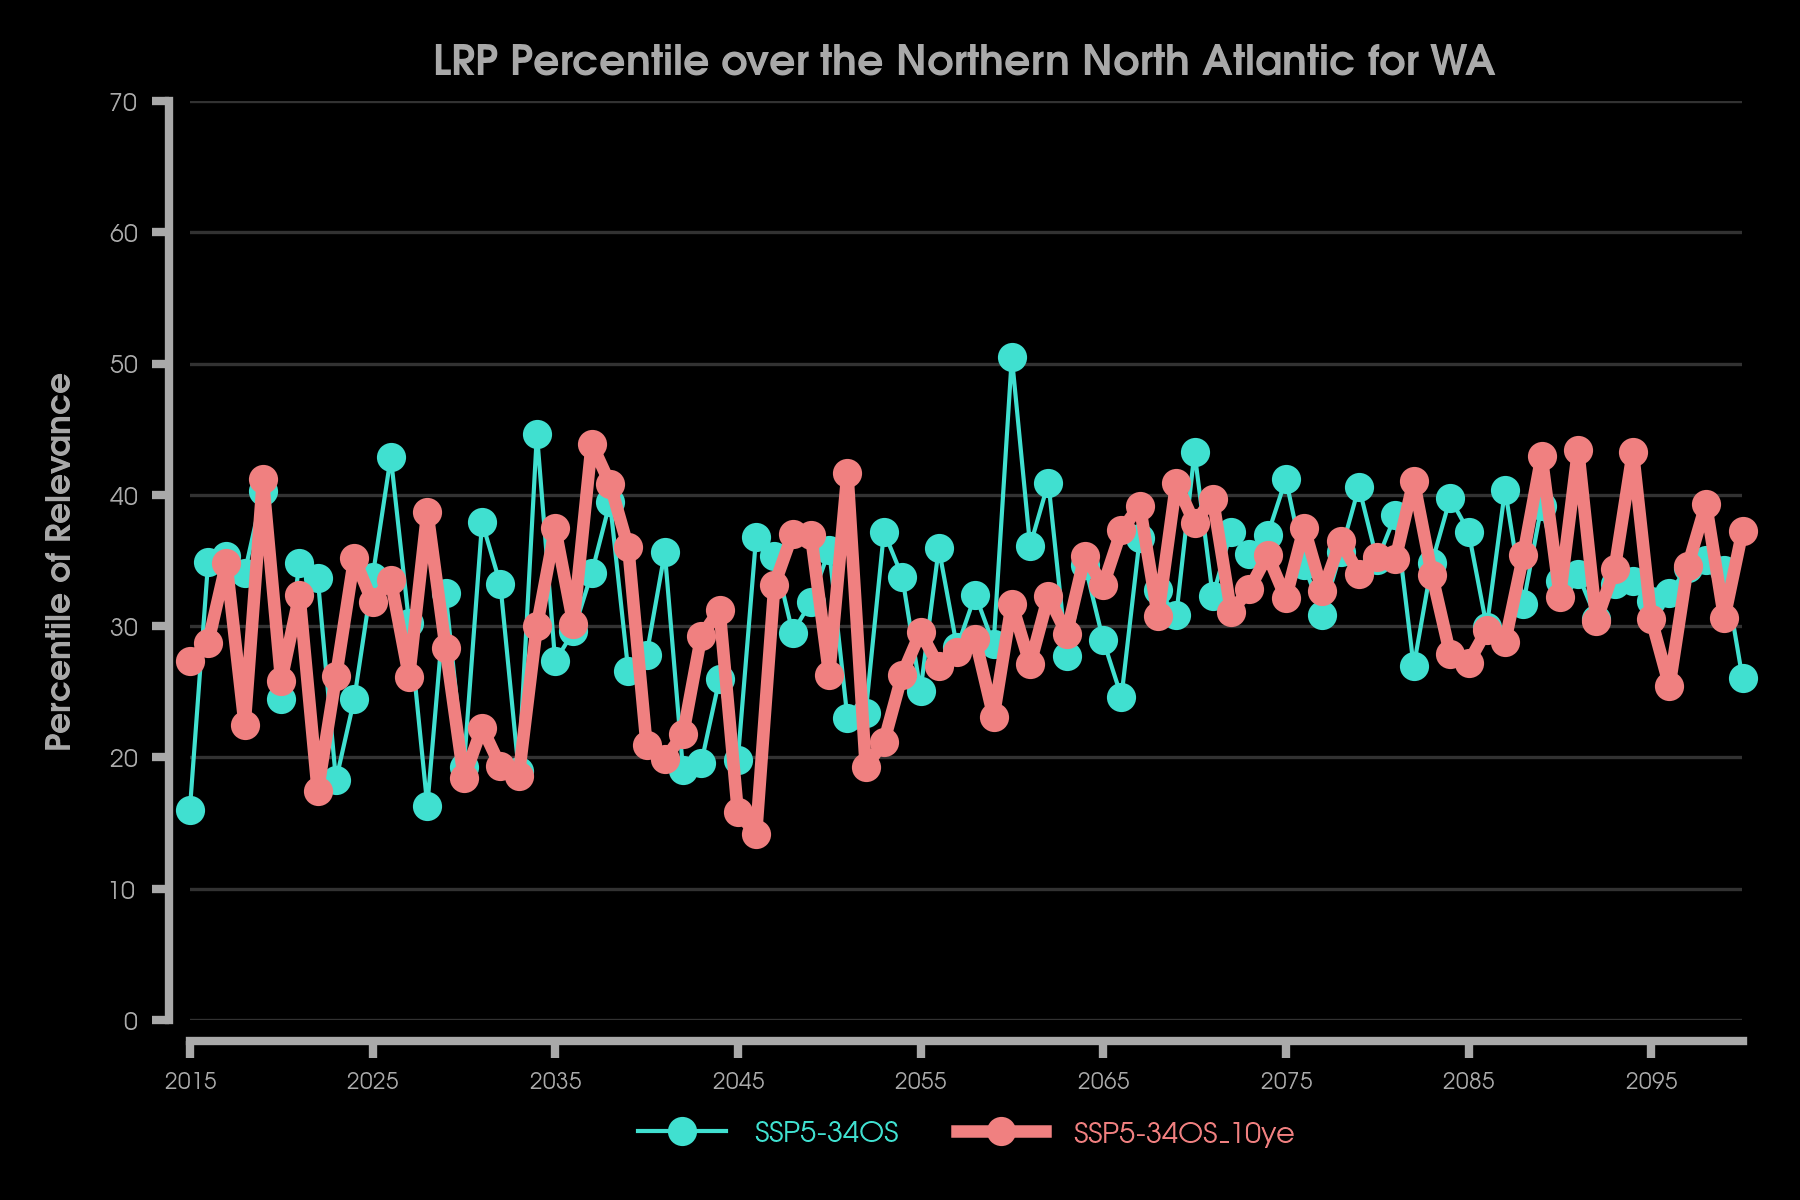 LRP Percentile over the Northern North Atlantic for WA
Percentile of Relevance
70
60
50
40
30
20
10
0
2015 2025 2035 2045 2055 2065 2075 2085 2095
SSP5-34OS SSP5-34OS_10ye